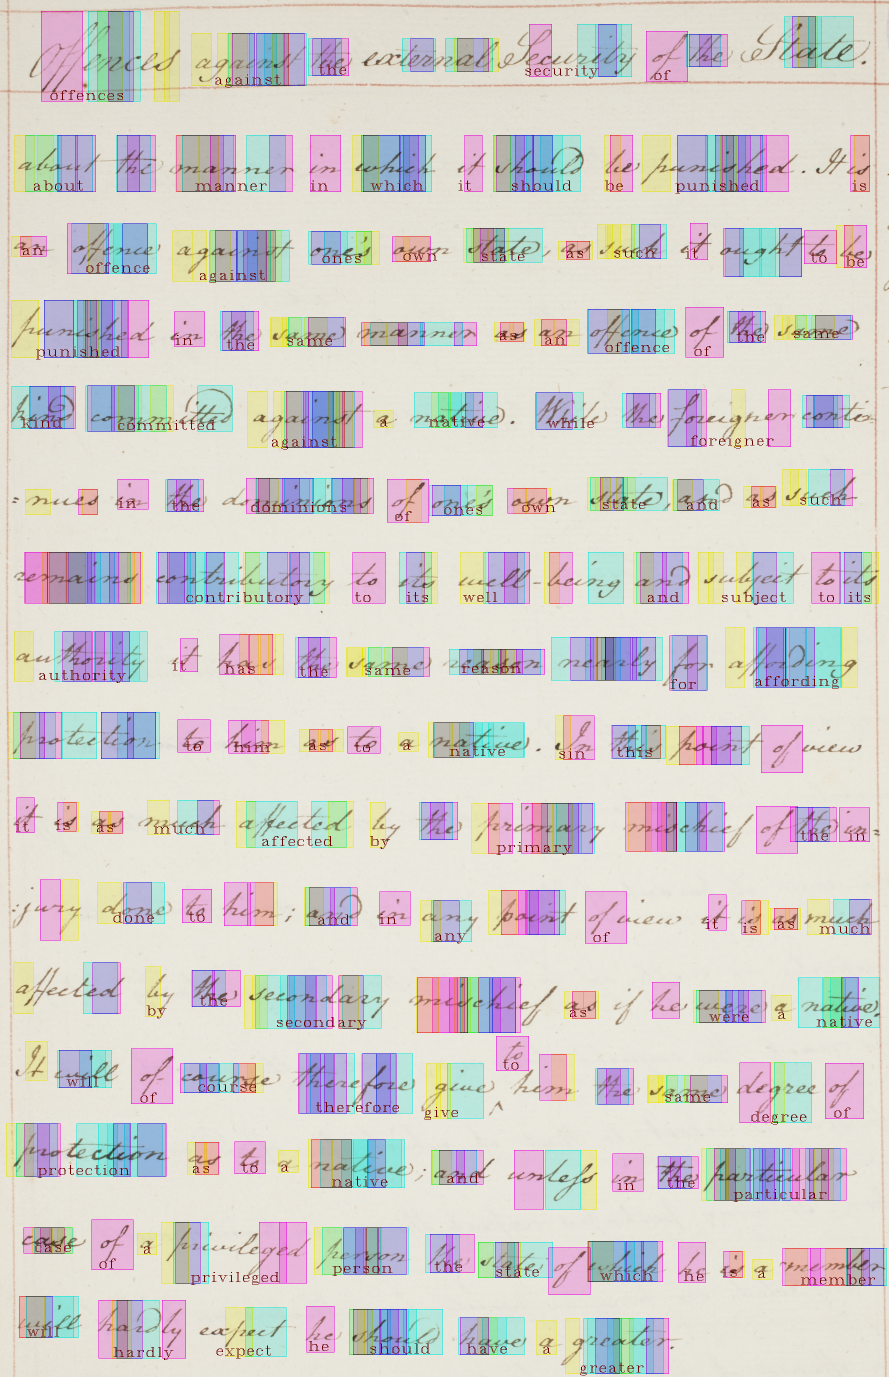 Offences against the external Security of the State.
about the manner in which it should be punished. It is
an offence against one's own state, as such it ought to be
punished in the same manner as an offence of the same
kind committed against a native. While the foreigner conti-
=nues in the dominions of one's own state, and as such
remains contributory to its well-being and subject to its
authority it has the same reason nearly for affording
protection to him as to a native. In this point of view
it is as much affected by the primary mischief of the in=
:jury done to him; and in any point of view it is as much
affected by the secondary mischief as if he were a native.
to
It will of course therefore give ^ him the same degree of
protection as to a native; and unless in the particular
case of a privileged person the state of which he is a member
will hardly expect he should have a greater.